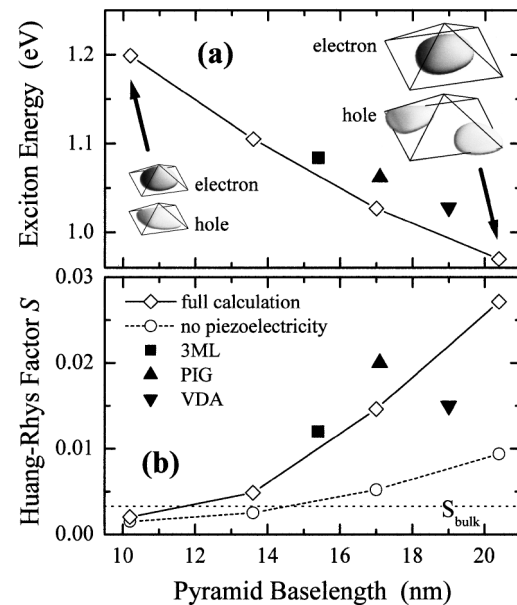 Exciton Energy (eV)
1.2
1.1
1.0
(a)
electron
hole
electron
hole
Huang-Rhys Factor S
0.03
0.02
0.01
0.00
full calculation
no piezoelectricity
3ML
PIG
VDA
(b)
S_bulk
10 12 14 16 18 20
Pyramid Baselength (nm)